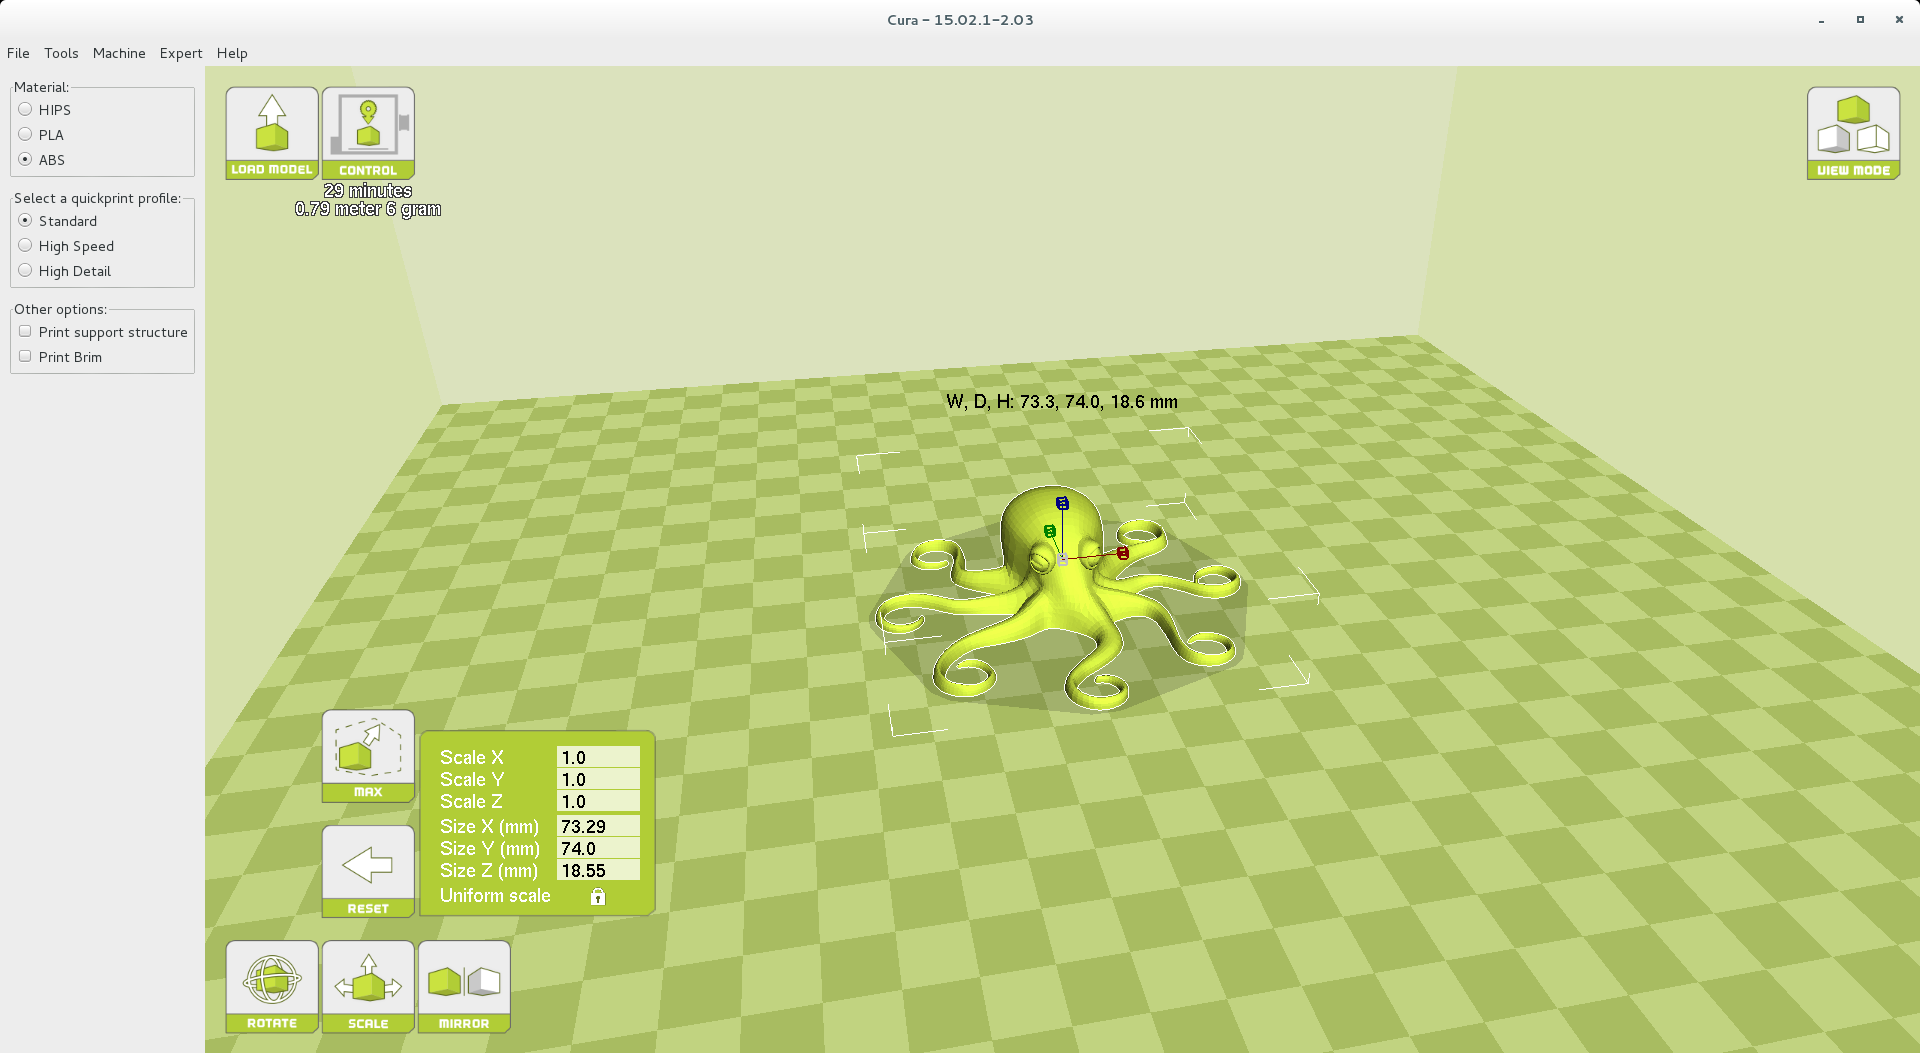 Cura – 15.02.1-2.03
File Tools Machine Expert Help
Material:
HIPS
PLA
ABS
Select a quickprint profile:
Standard
High Speed
High Detail
Other options:
Print support structure
Print Brim
LOAD MODEL
CONTROL
29 minutes
0.79 meter 6 gram
VIEW MODE
W, D, H: 73.3, 74.0, 18.6 mm
MAX
RESET
Scale X 1.0
Scale Y 1.0
Scale Z 1.0
Size X (mm) 73.29
Size Y (mm) 74.0
Size Z (mm) 18.55
Uniform scale
ROTATE
SCALE
MIRROR